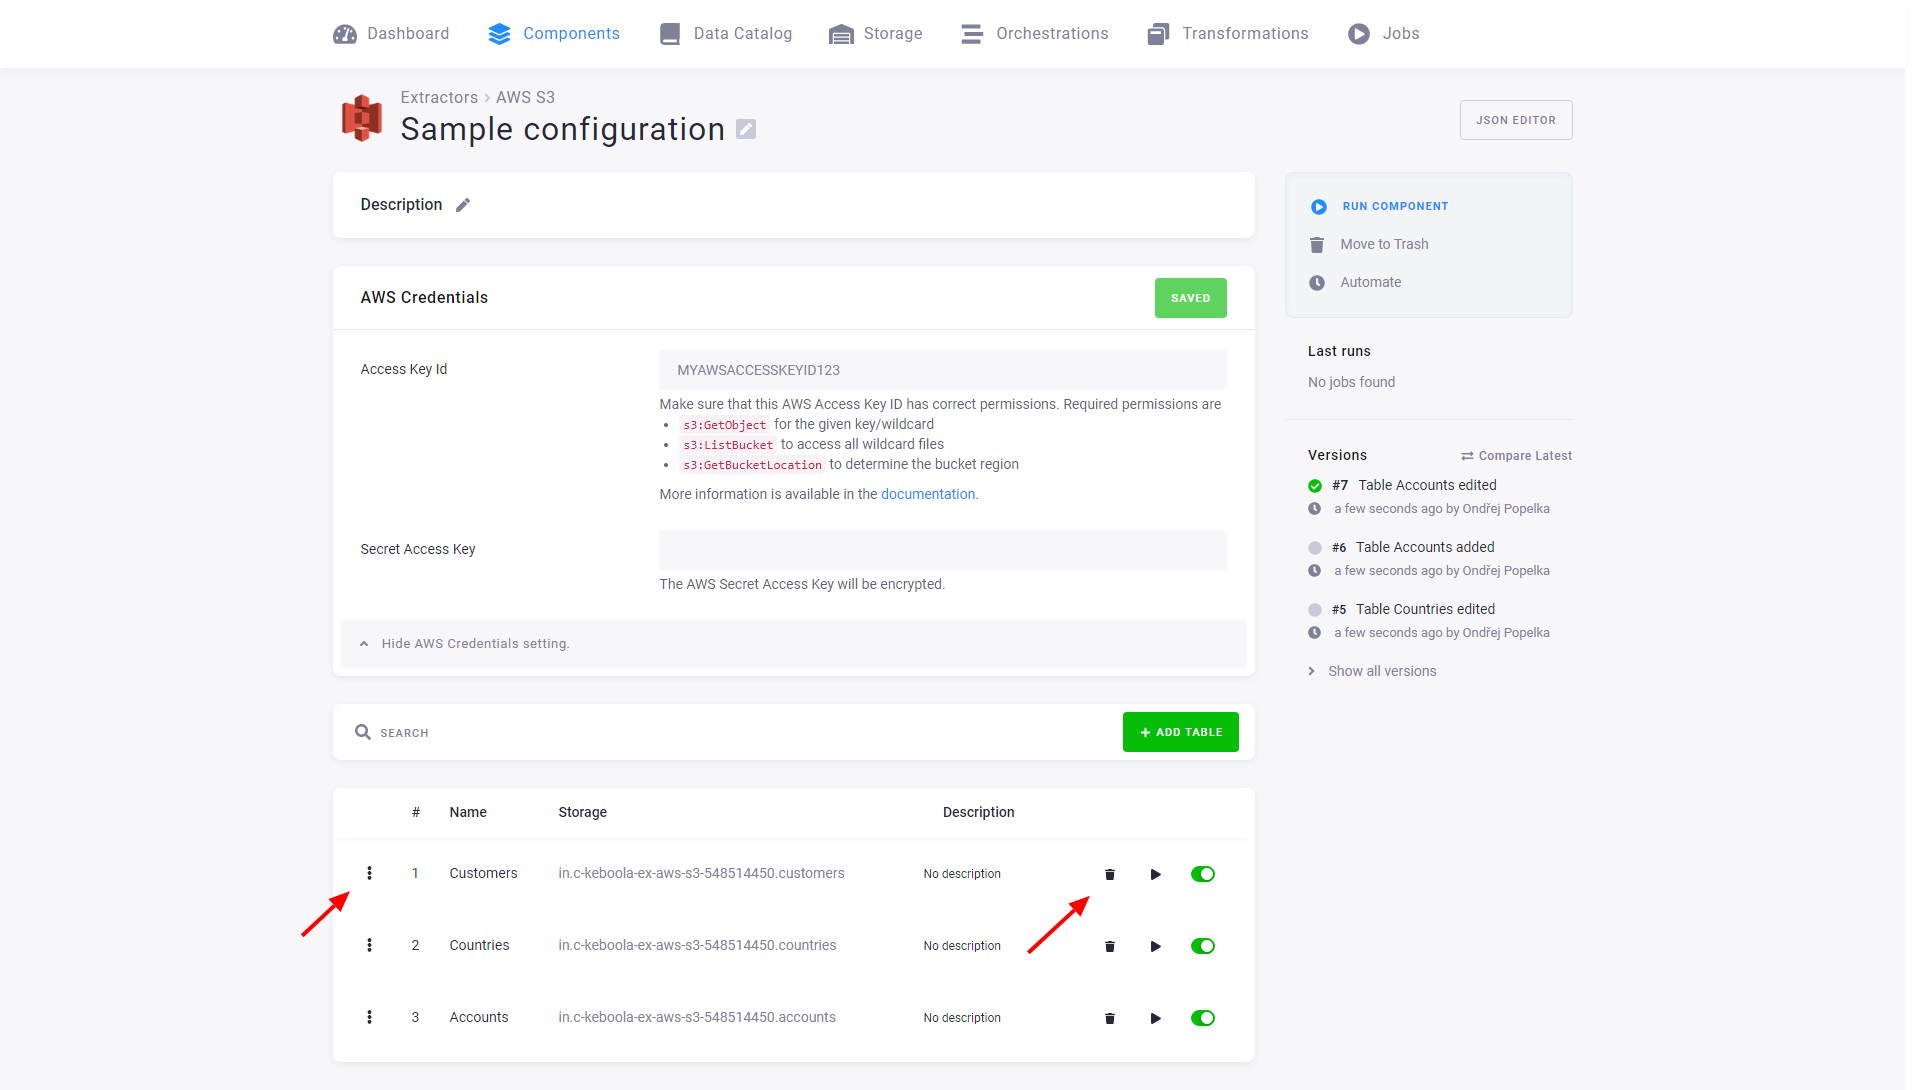 Dashboard Components Data Catalog Storage Orchestrations Transformations Jobs
Extractors › AWS S3
Sample configuration
JSON EDITOR
Description
RUN COMPONENT
Move to Trash
Automate
AWS Credentials
SAVED
Access Key Id
MYAWSACCESSKEYID123
Make sure that this AWS Access Key ID has correct permissions. Required permissions are
• s3:GetObject for the given key/wildcard
• s3:ListBucket to access all wildcard files
• s3:GetBucketLocation to determine the bucket region
More information is available in the documentation.
Secret Access Key
The AWS Secret Access Key will be encrypted.
Hide AWS Credentials setting.
Last runs
No jobs found
Versions Compare Latest
#7 Table Accounts edited
a few seconds ago by Ondřej Popelka
#6 Table Accounts added
a few seconds ago by Ondřej Popelka
#5 Table Countries edited
a few seconds ago by Ondřej Popelka
Show all versions
SEARCH
+ ADD TABLE
# Name Storage Description
1 Customers in.c-keboola-ex-aws-s3-548514450.customers No description
2 Countries in.c-keboola-ex-aws-s3-548514450.countries No description
3 Accounts in.c-keboola-ex-aws-s3-548514450.accounts No description